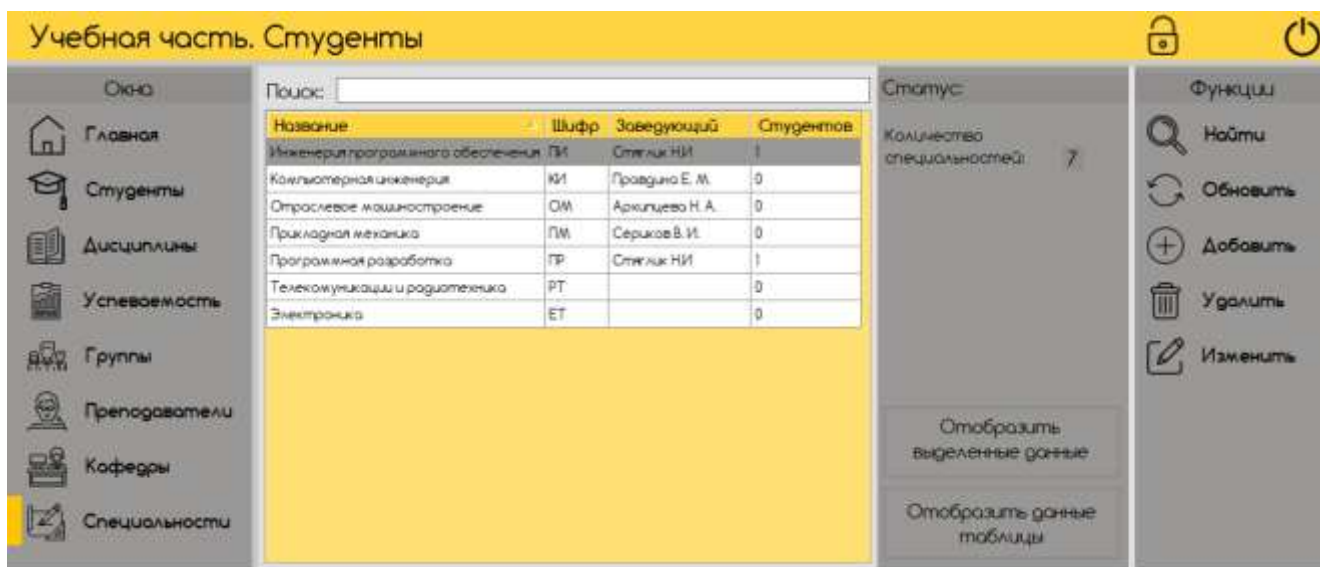 Учебная часть. Студенты
Окна
Главная
Студенты
Дисциплины
Успеваемость
Группы
Преподаватели
Кафедры
Специальности
Поиск:
Название Шифр Заведующий Студентов
Инженерия программного обеспечения ПИ Стяглик Н.И 1
Компьютерная инженерия КИ Правдина Е. М. 0
Отраслевое машиностроение ОМ Архипцева Н. А. 0
Прикладная механика ПМ Сериков В. И. 0
Программная разработка ПР Стяглик Н.И 1
Телекомуникации и радиотехника РТ 0
Электроника ЕТ 0
Статус:
Количество
специальностей: 7
Отобразить
выделенные данные
Отобразить данные
таблицы
Функции
Найти
Обновить
Добавить
Удалить
Изменить